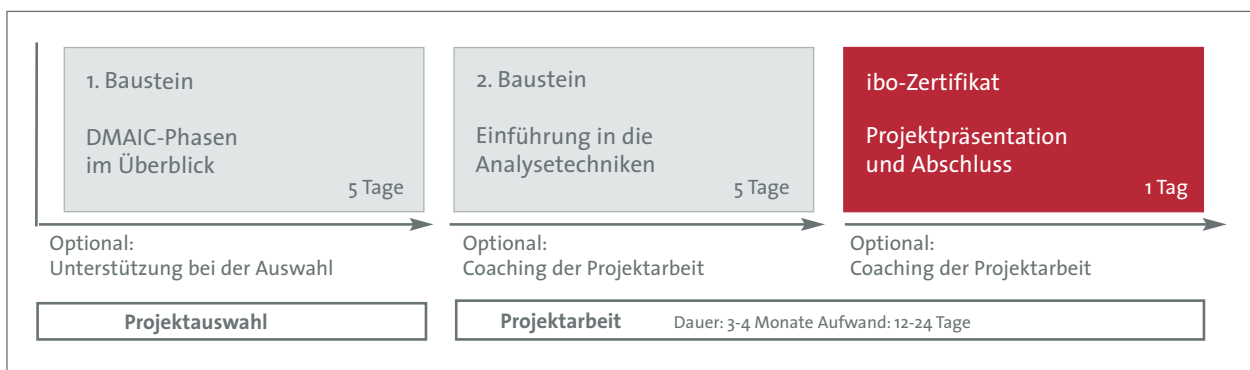 1. Baustein
DMAIC-Phasen
im Überblick
5 Tage
2. Baustein
Einführung in die
Analysetechniken
5 Tage
ibo-Zertifikat
Projektpräsentation
und Abschluss
1 Tag
Optional:
Unterstützung bei der Auswahl
Optional:
Coaching der Projektarbeit
Optional:
Coaching der Projektarbeit
Projektauswahl
Projektarbeit Dauer: 3-4 Monate Aufwand: 12-24 Tage